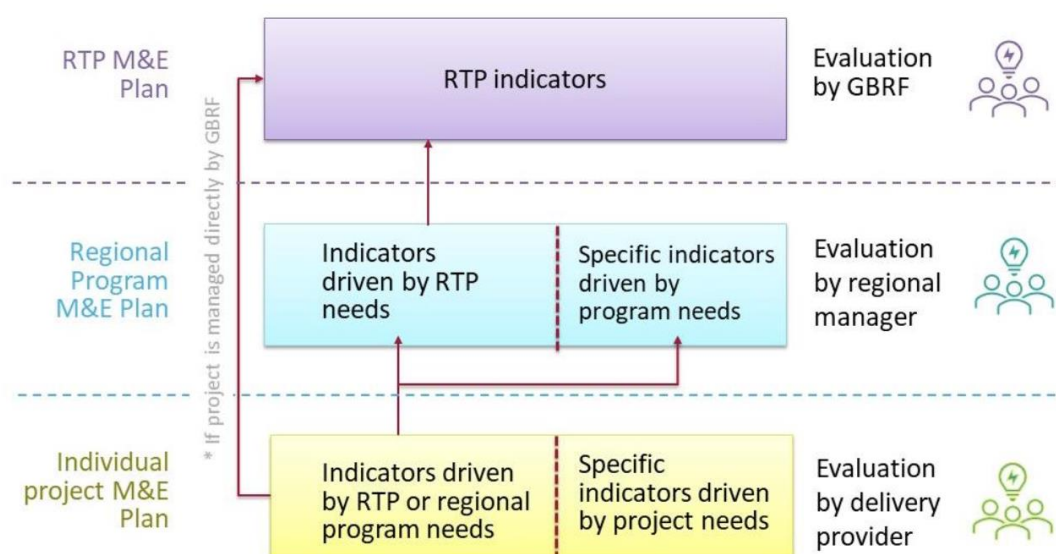 RTP M&E
Plan
RTP indicators
Evaluation
by GBRF
* If project is managed directly by GBRF
Regional
Program
M&E Plan
Indicators
driven by RTP
needs
Specific indicators
driven by
program needs
Evaluation
by regional
manager
Individual
project M&E
Plan
Indicators driven
by RTP or regional
program needs
Specific
indicators driven
by project needs
Evaluation
by delivery
provider